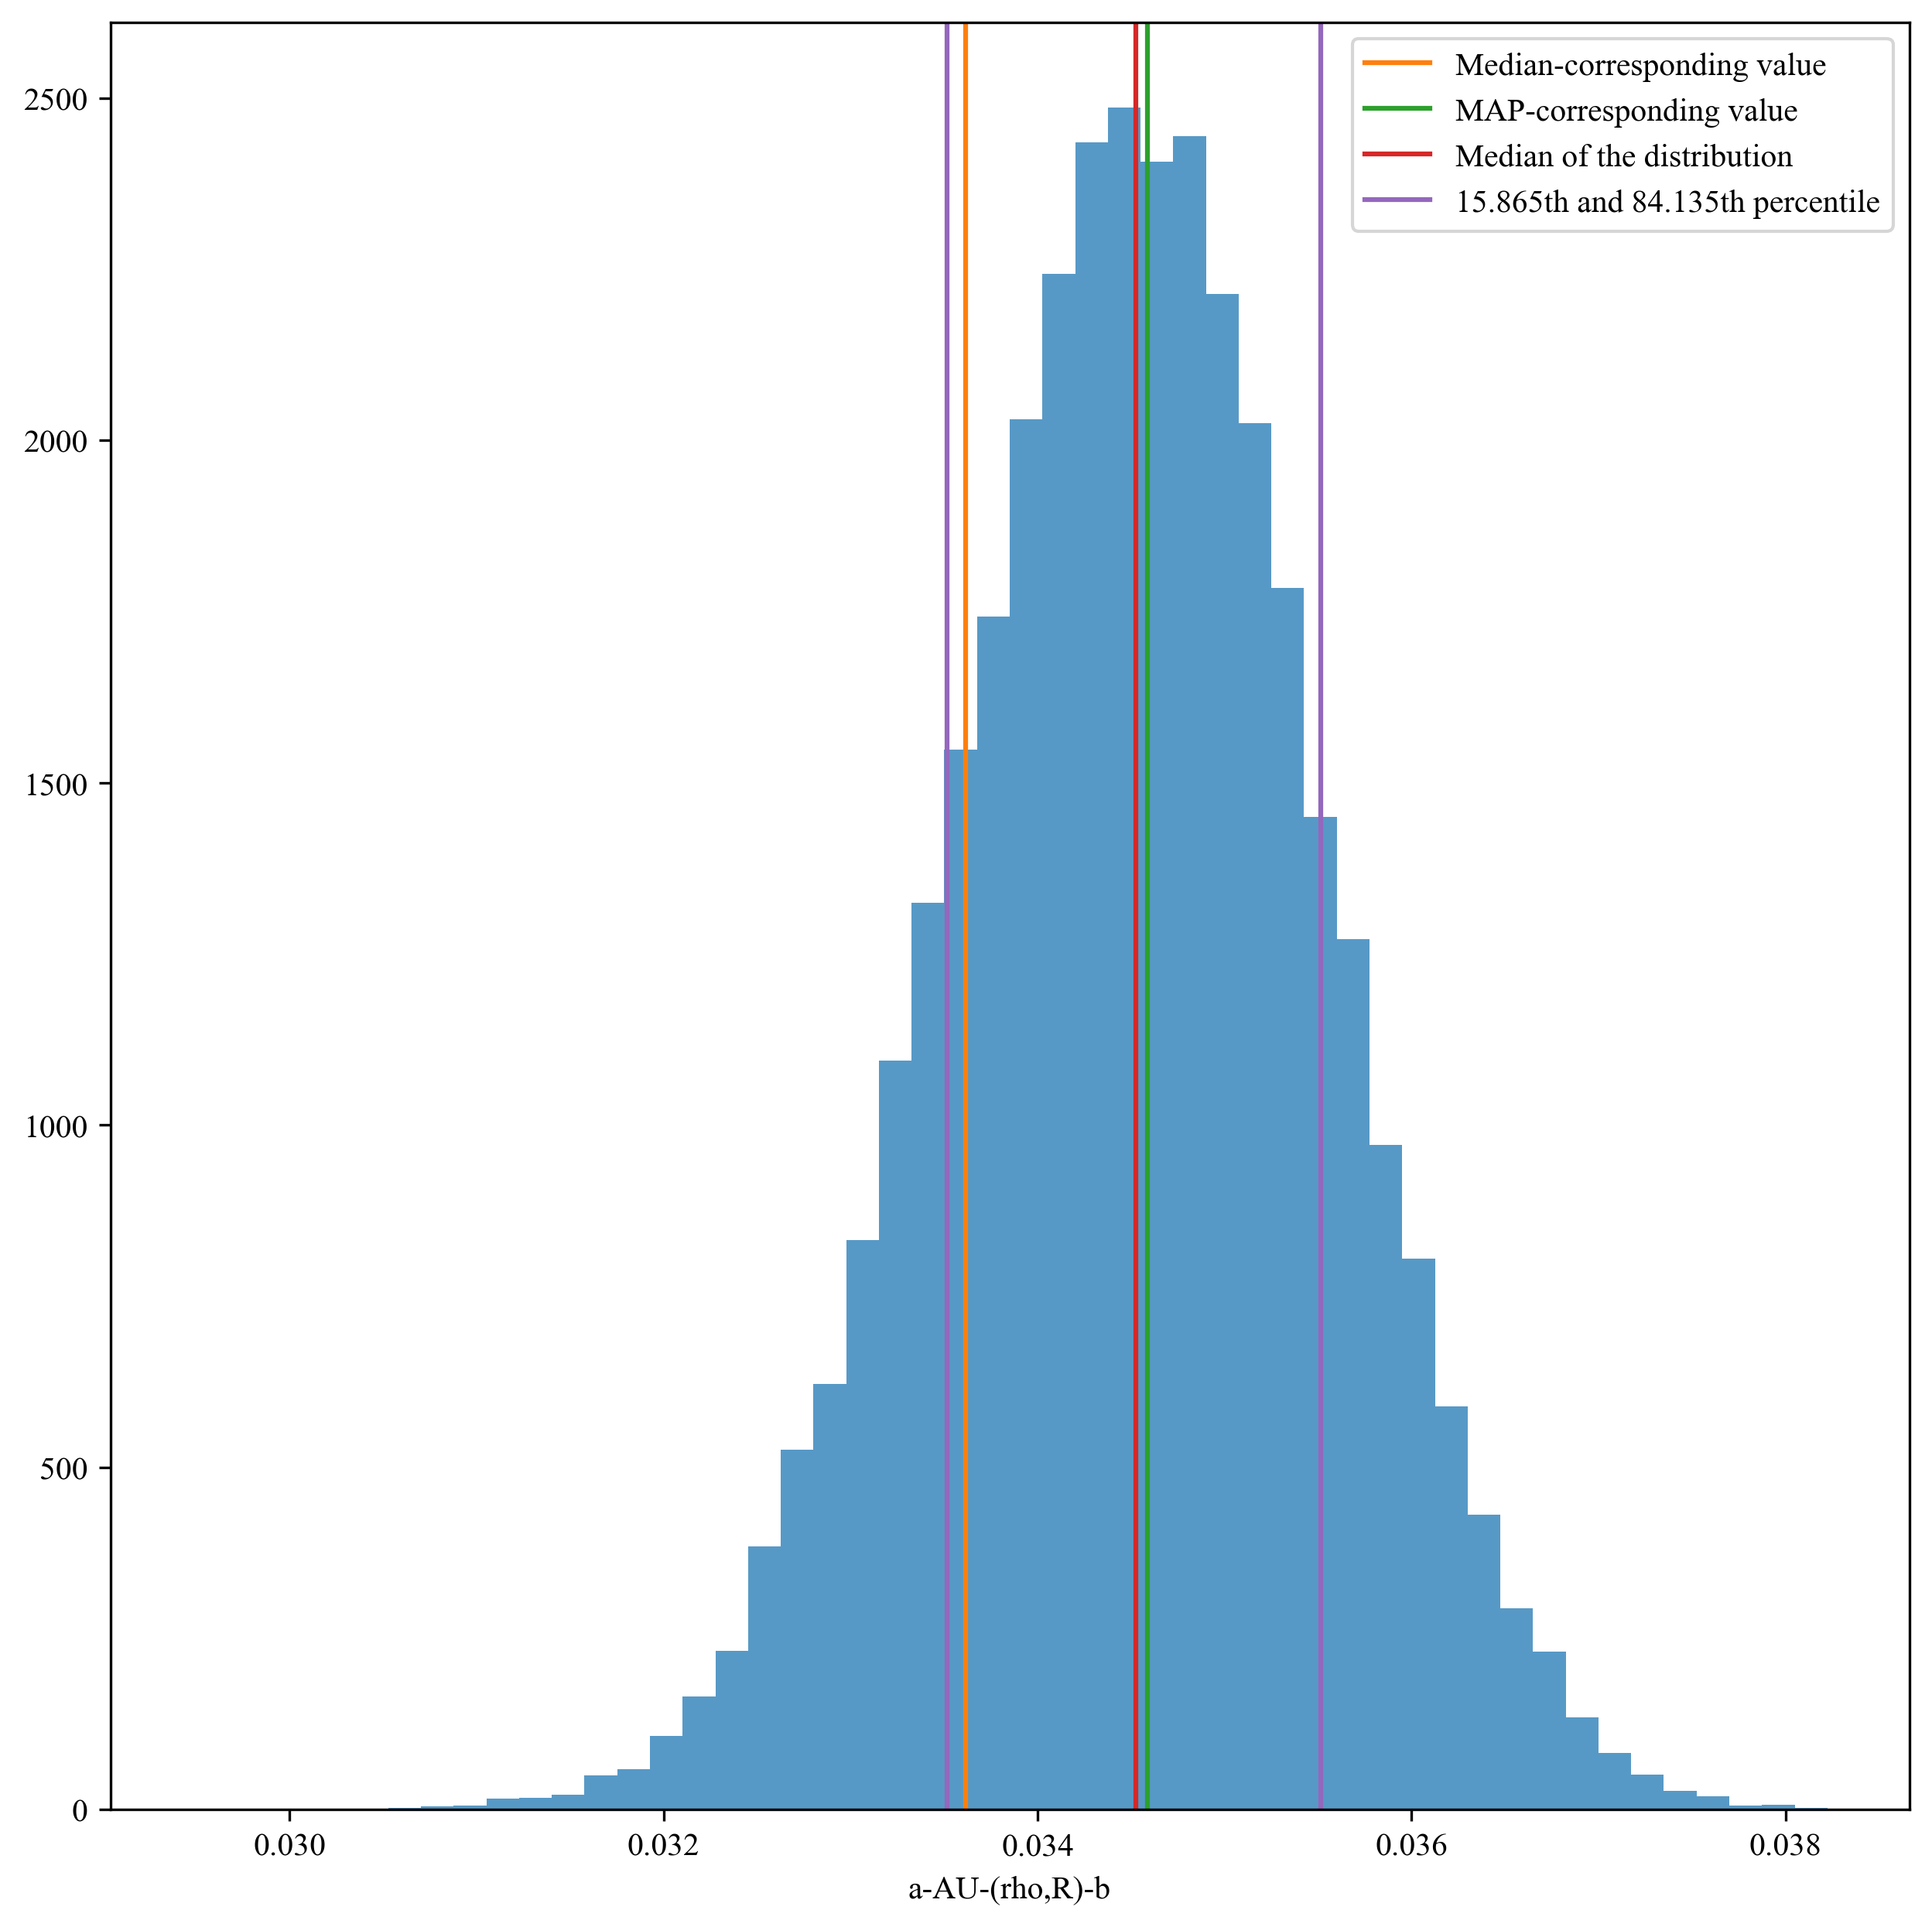 Median-corresponding value
MAP-corresponding value
Median of the distribution
15.865th and 84.135th percentile
2500
2000
1500
1000
500
0
0.030 0.032 0.034 0.036 0.038
a-AU-(rho,R)-b